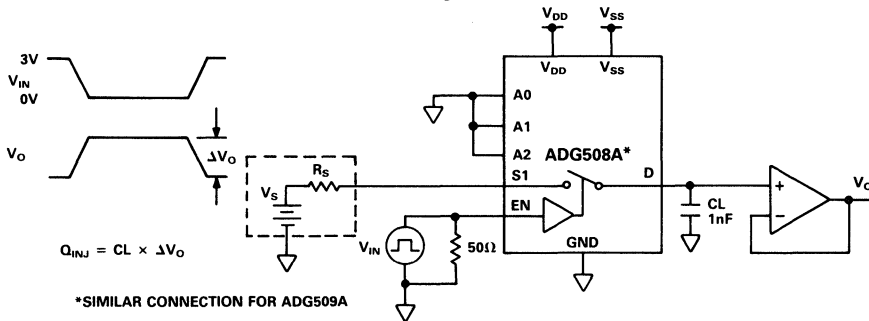 3V
V_IN
0V
V_O
ΔV_O
Q_INJ = CL × ΔV_O
*SIMILAR CONNECTION FOR ADG509A
V_S
R_S
V_IN
50Ω
V_DD
V_SS
V_DD
V_SS
A0
A1
A2
ADG508A*
S1
D
EN
GND
CL
1nF
+
−